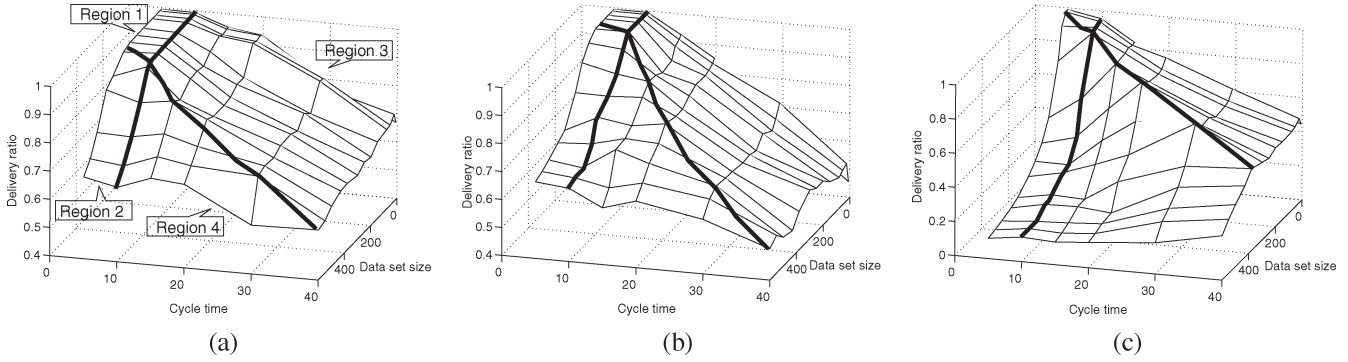 Region 1
Region 3
Region 2
Region 4
Delivery ratio
1
0.9
0.8
0.7
0.6
0.5
0.4
0
10
20
30
40
Cycle time
0
200
400
Data set size
(a)
Delivery ratio
1
0.9
0.8
0.7
0.6
0.5
0.4
0
10
20
30
40
Cycle time
0
200
400
Data set size
(b)
Delivery ratio
1
0.8
0.6
0.4
0.2
0
0
10
20
30
40
Cycle time
0
200
400
Data set size
(c)